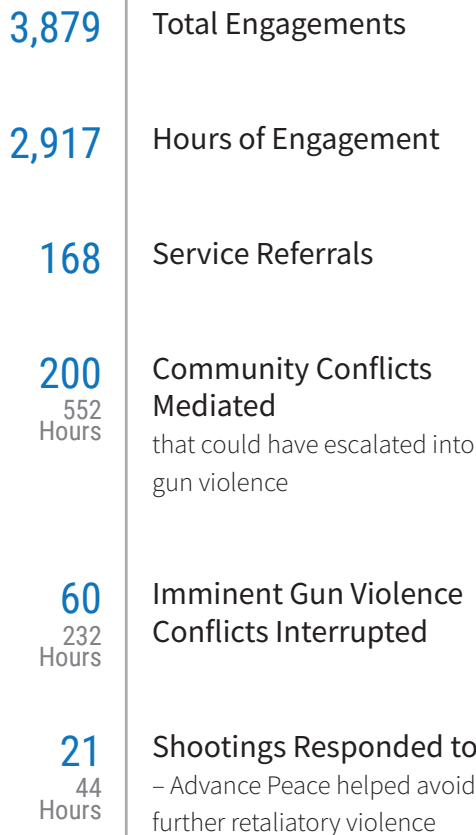 3,879 Total Engagements
2,917 Hours of Engagement
168 Service Referrals
200 Community Conflicts
552 Mediated
Hours that could have escalated into
gun violence
60 Imminent Gun Violence
232 Conflicts Interrupted
Hours
21 Shootings Responded to
44 – Advance Peace helped avoid
Hours further retaliatory violence